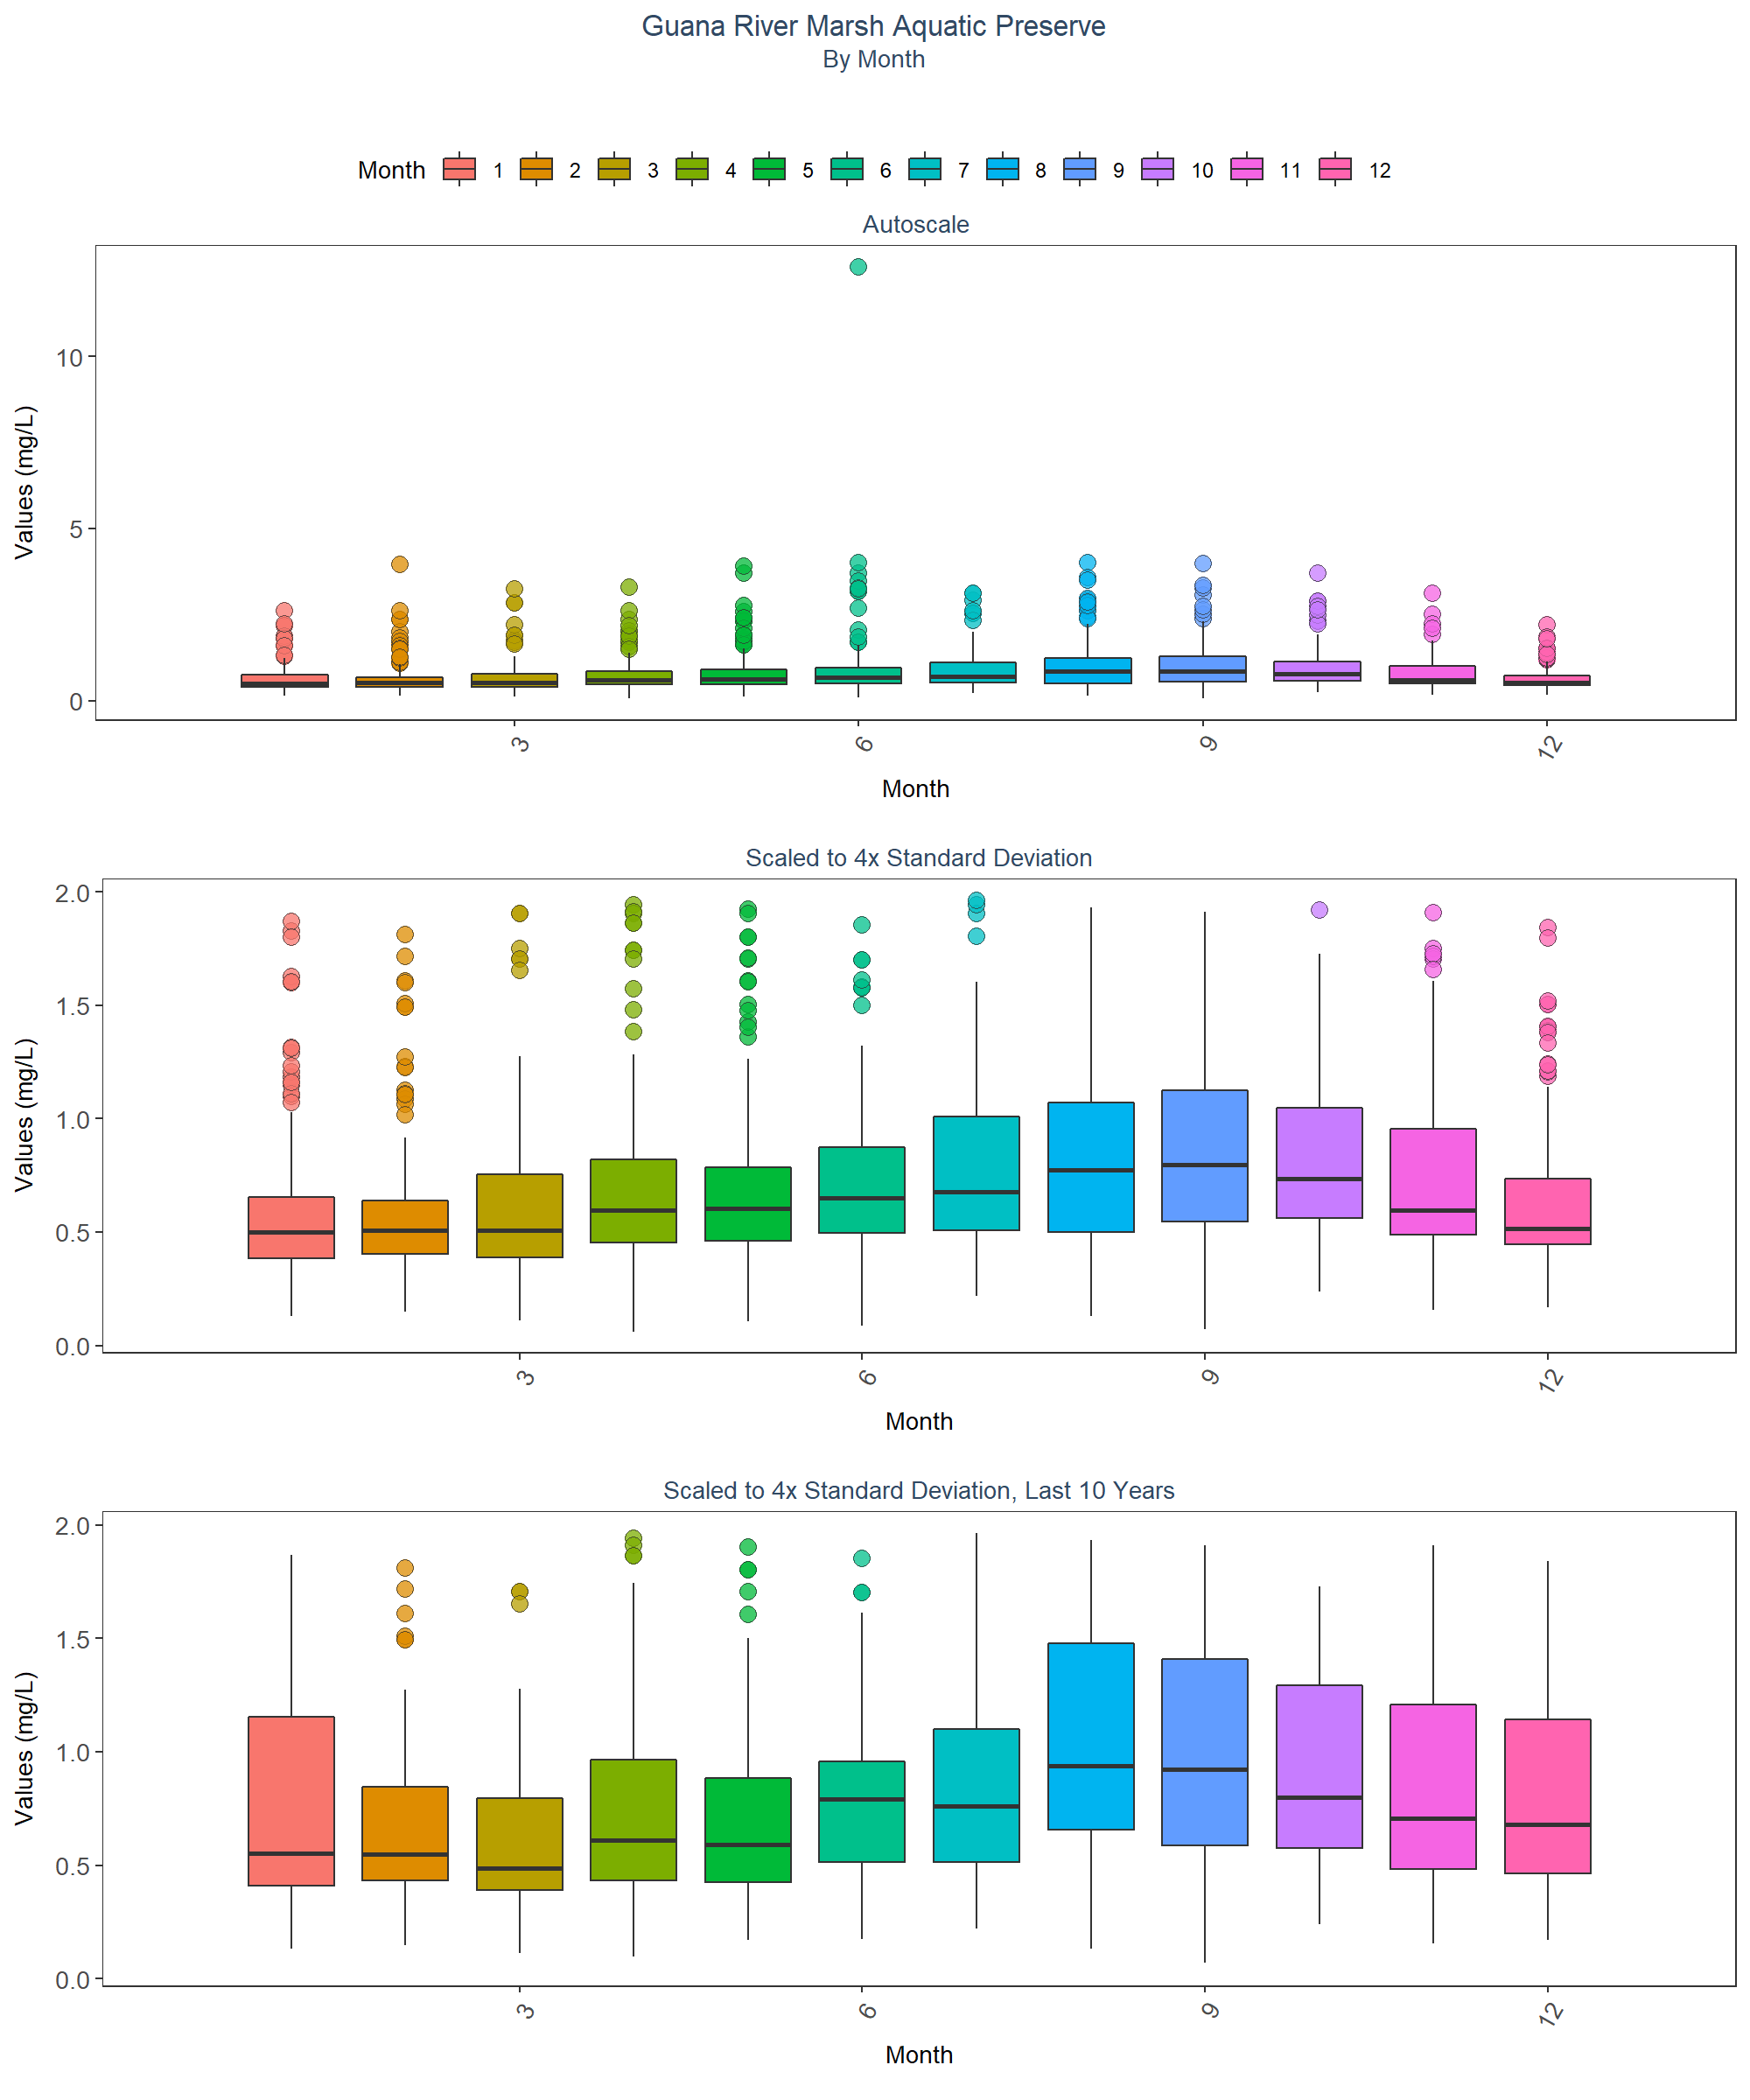 Guana River Marsh Aquatic Preserve
By Month
Month 1 2 3 4 5 6 7 8 9 10 11 12
Autoscale
Values (mg/L)
10
5
0
3 6 9 12
Month
Scaled to 4x Standard Deviation
Values (mg/L)
2.0
1.5
1.0
0.5
0.0
3 6 9 12
Month
Scaled to 4x Standard Deviation, Last 10 Years
Values (mg/L)
2.0
1.5
1.0
0.5
0.0
3 6 9 12
Month